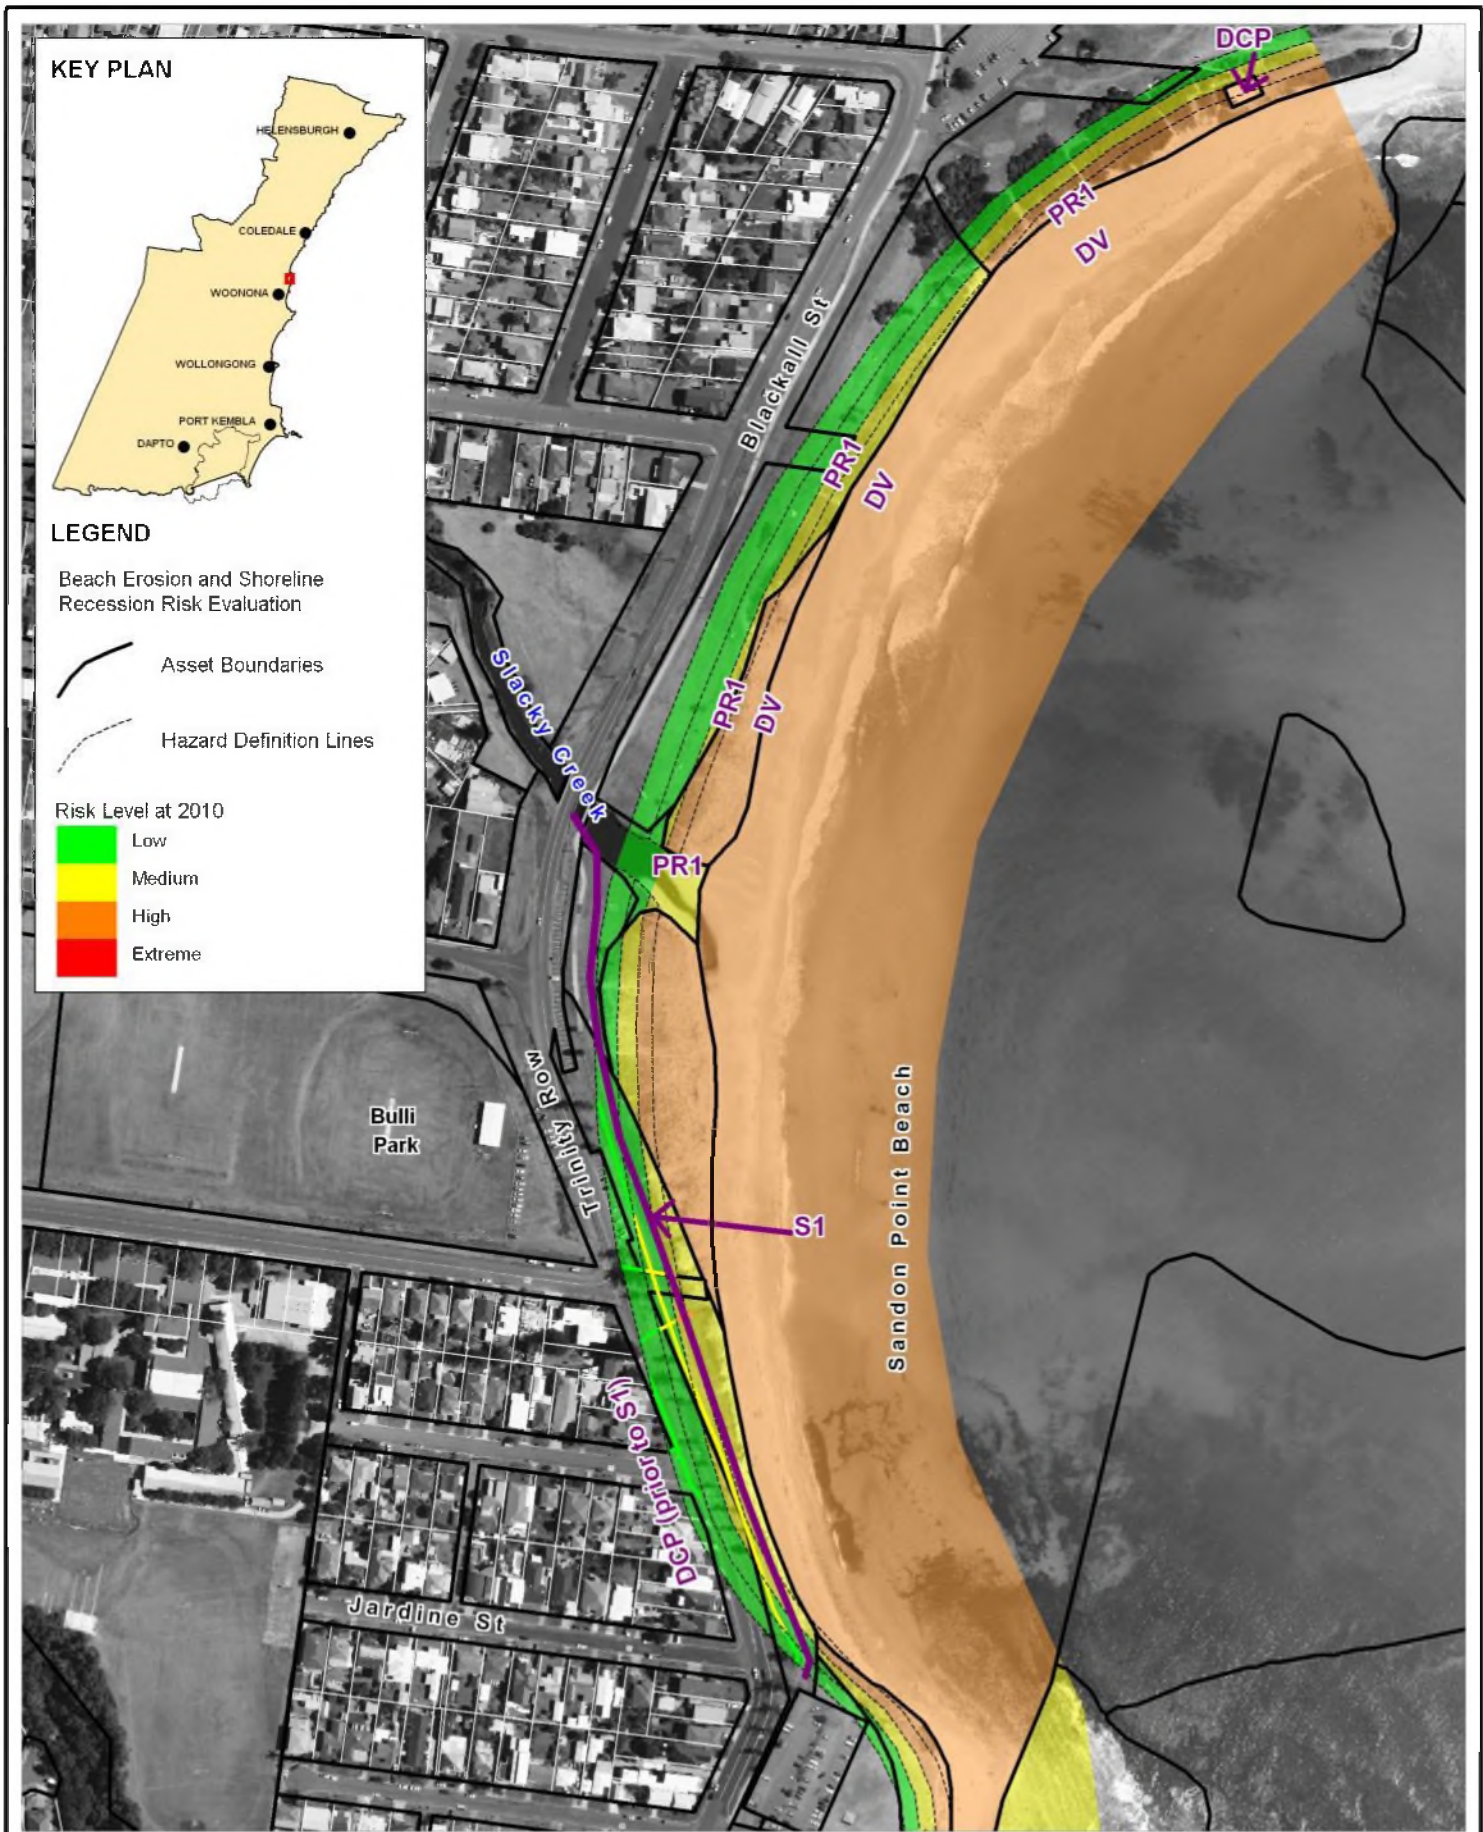 KEY PLAN
HELENSBURGH
COLEDALE
WOONONA
WOLLONGONG
PORT KEMBLA
DAPTO
LEGEND
Beach Erosion and Shoreline
Recession Risk Evaluation
Asset Boundaries
Hazard Definition Lines
Risk Level at 2010
Low
Medium
High
Extreme
DCP
PR1
DV
Blackall St
PR1
DV
PR1
DV
Slacky Creek
PR1
Trinity Row
Bulli
Park
S1
Sandon Point Beach
DCP (prior to S1)
Jardine St